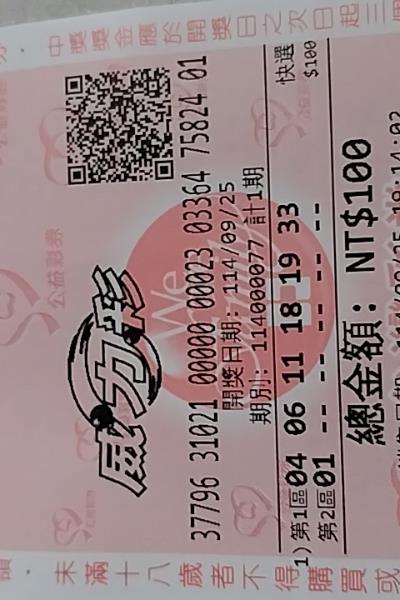 中獎獎金應於開獎日之次日起三個
威力彩
37796 31021 00000 00023 03364 75824 01
開獎日期: 114/09/25
期別: 114000077 計1期
快選
$100
1)第1區04 06 11 18 19 33
第2區01 -- -- -- -- --
總金額: NT$100
未滿十八歲者不得購買或
公益彩券
We